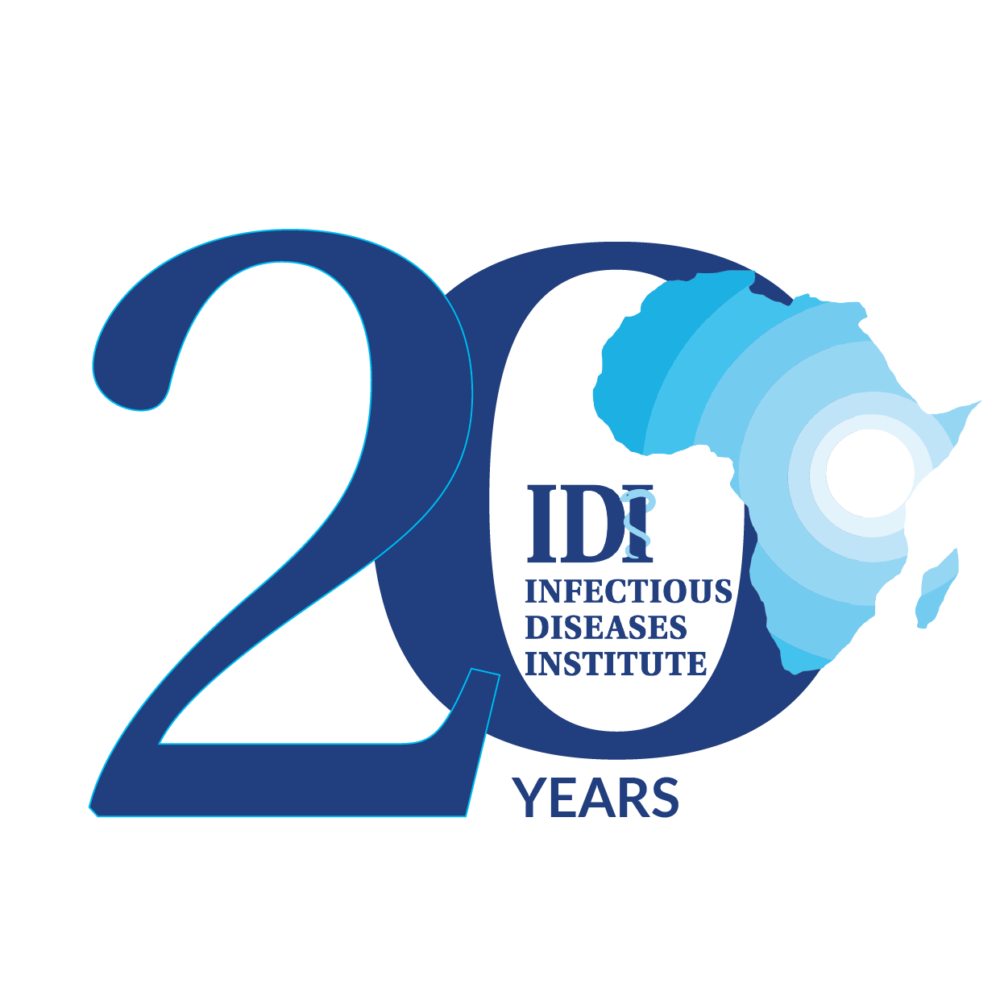 20
IDI
INFECTIOUS
DISEASES
INSTITUTE
YEARS